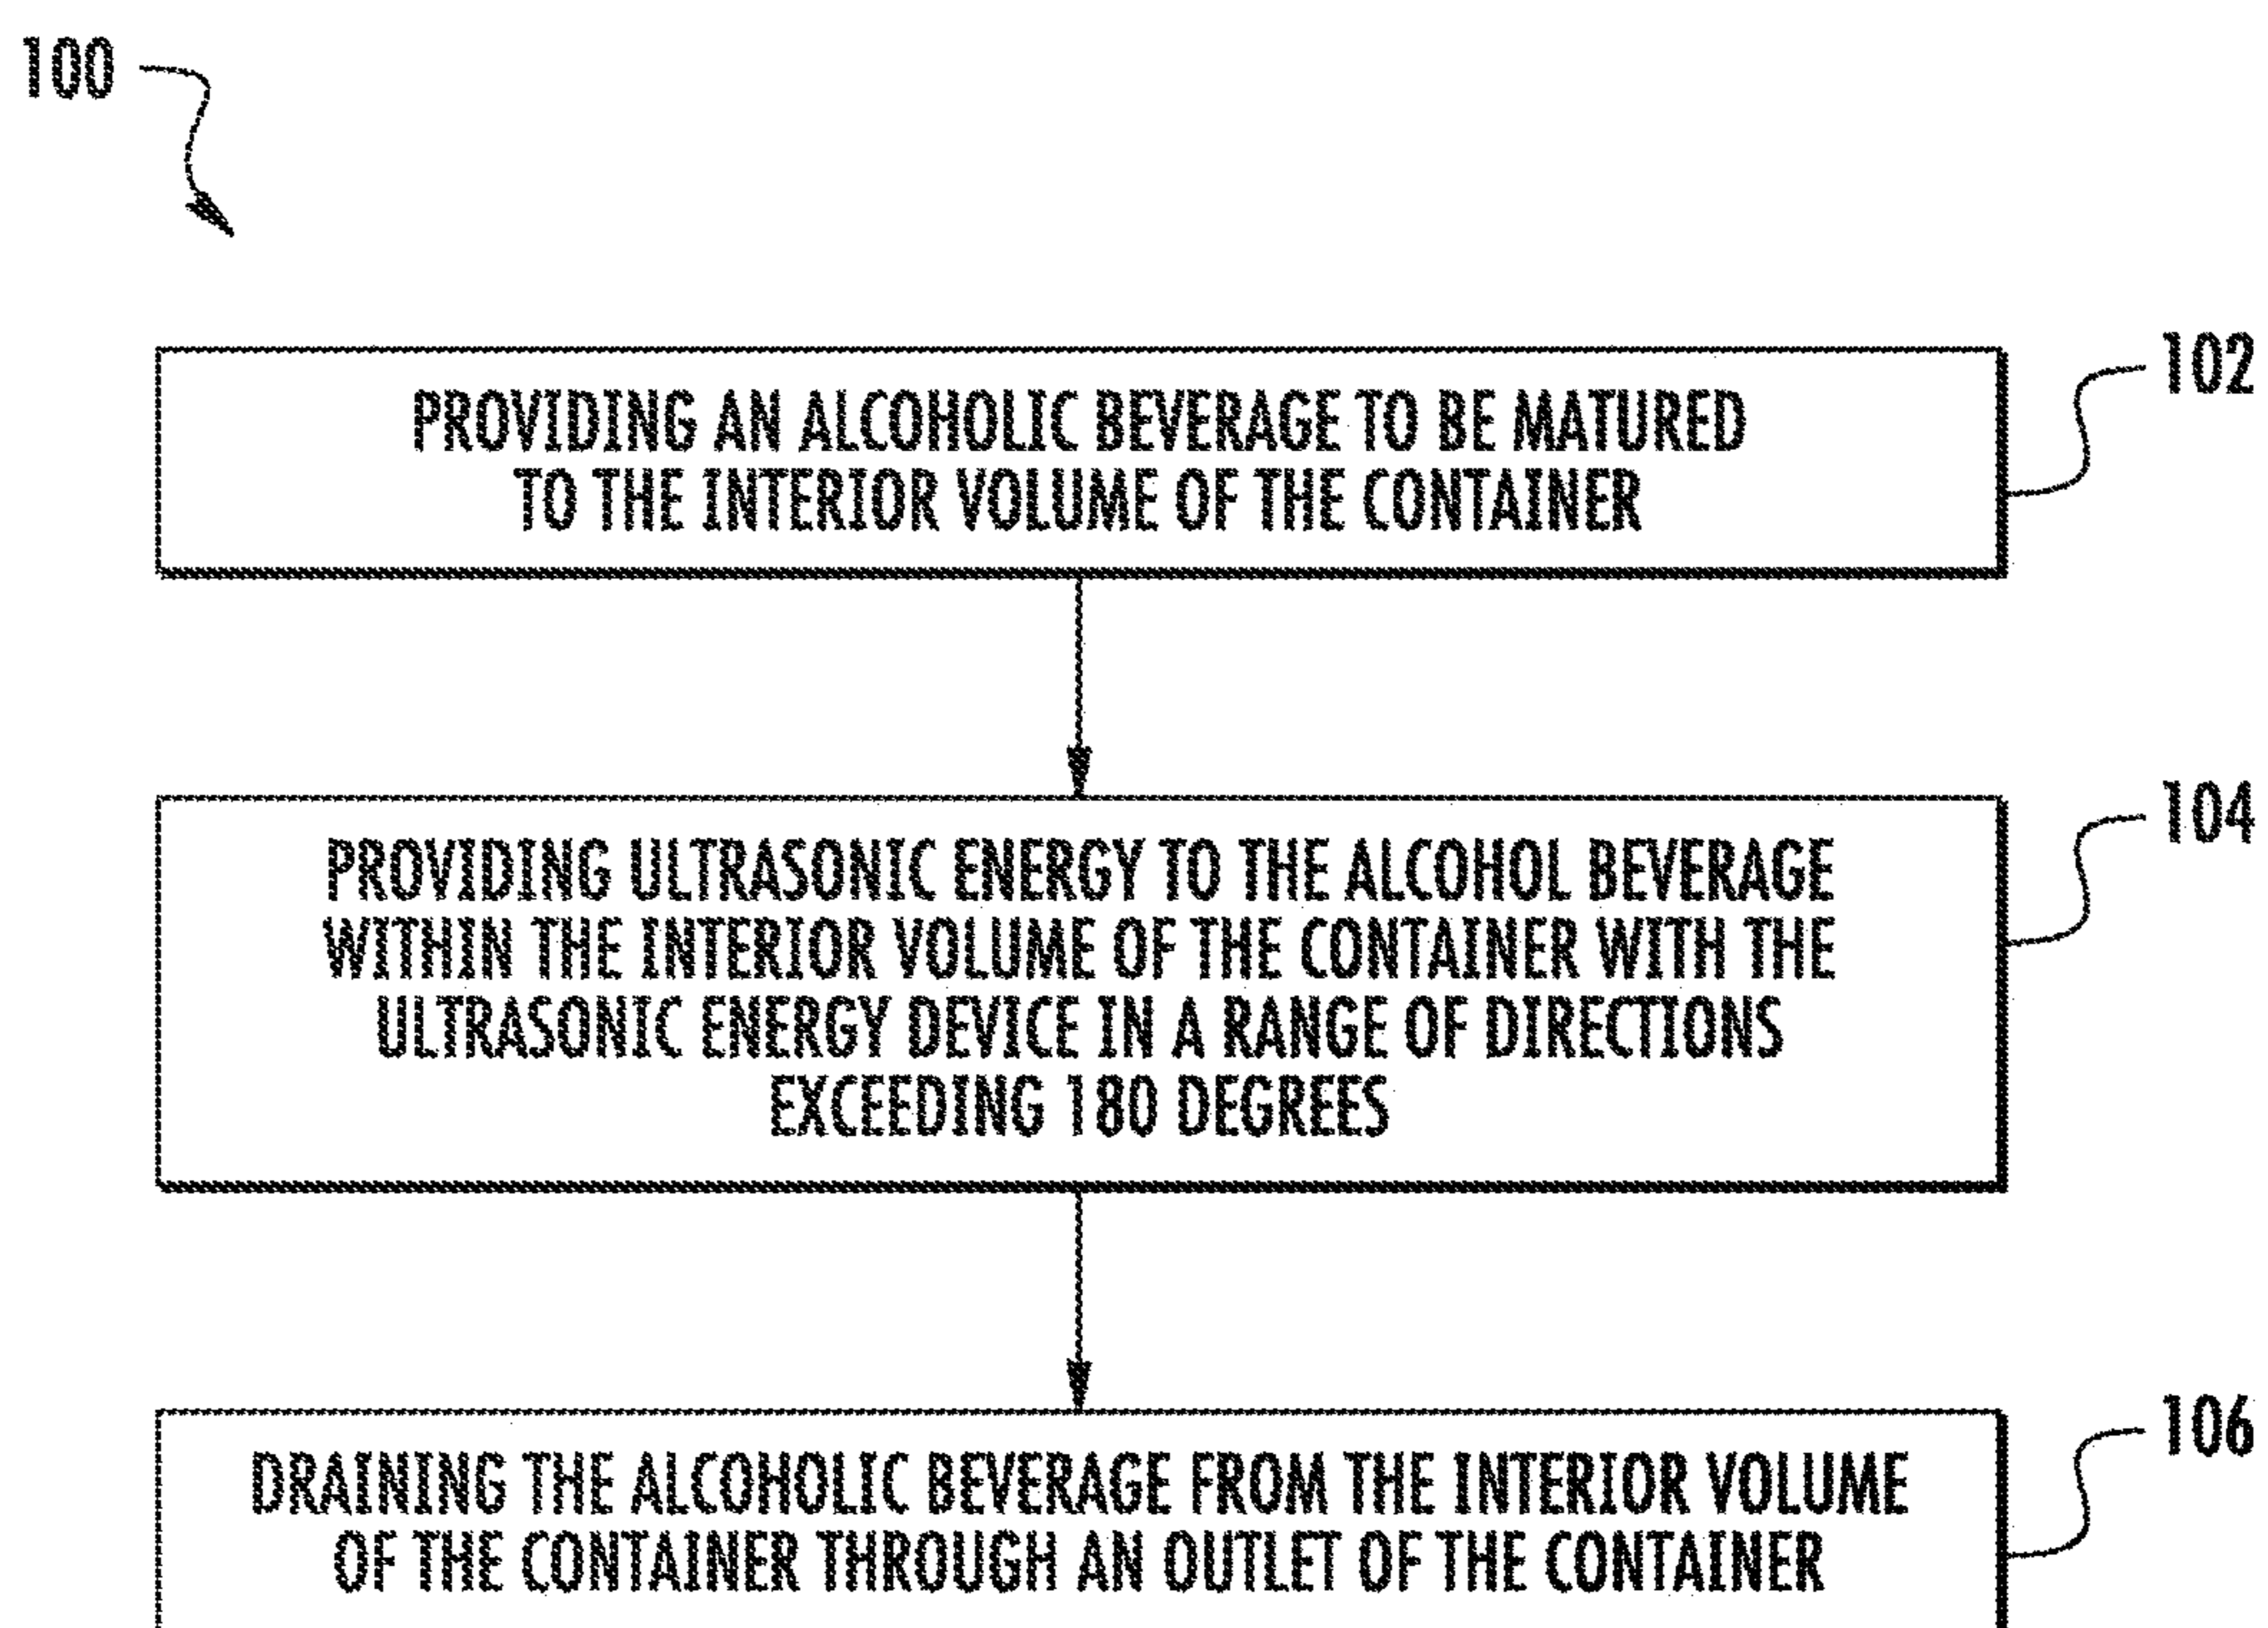 100
102
PROVIDING AN ALCOHOLIC BEVERAGE TO BE MATURED
TO THE INTERIOR VOLUME OF THE CONTAINER
104
PROVIDING ULTRASONIC ENERGY TO THE ALCOHOL BEVERAGE
WITHIN THE INTERIOR VOLUME OF THE CONTAINER WITH THE
ULTRASONIC ENERGY DEVICE IN A RANGE OF DIRECTIONS
EXCEEDING 180 DEGREES
106
DRAINING THE ALCOHOLIC BEVERAGE FROM THE INTERIOR VOLUME
OF THE CONTAINER THROUGH AN OUTLET OF THE CONTAINER